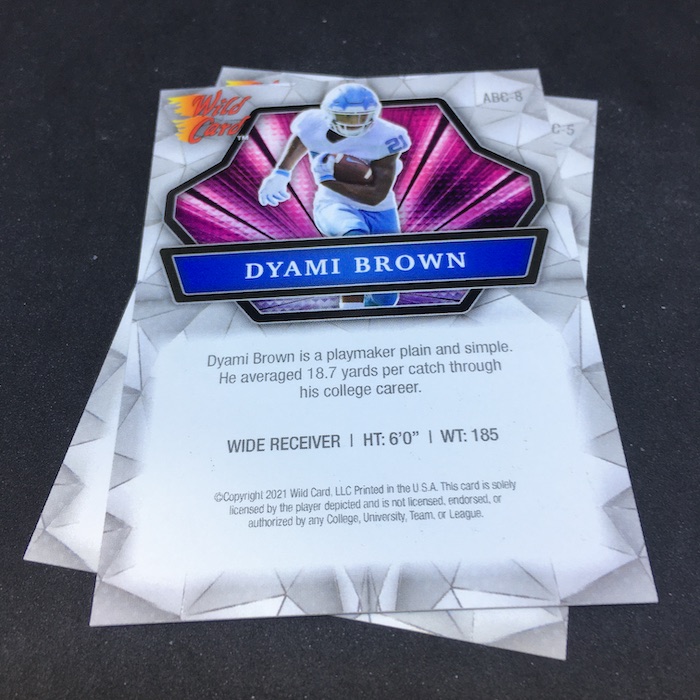 Wild
Card
TM
ABC-8
C-5
21
DYAMI BROWN
Dyami Brown is a playmaker plain and simple.
He averaged 18.7 yards per catch through
his college career.
WIDE RECEIVER | HT: 6'0" | WT: 185
©Copyright 2021 Wild Card, LLC Printed in the U S A. This card is solely
licensed by the player depicted and is not licensed, endorsed, or
authorized by any College, University, Team, or League.